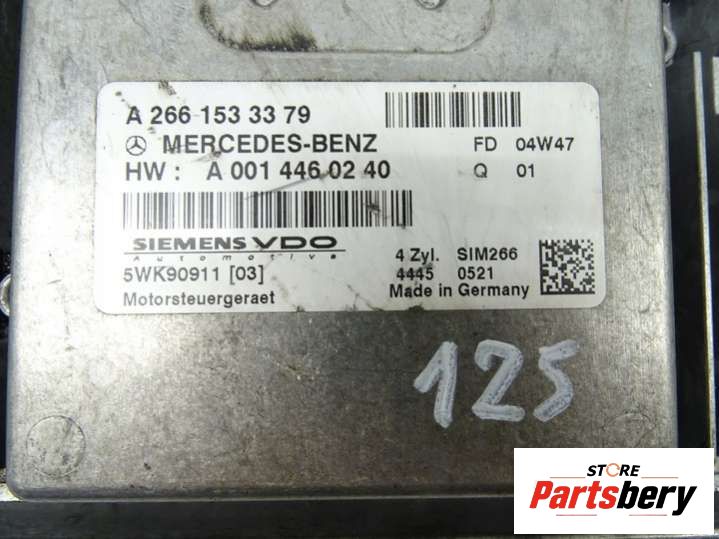 A 266 153 33 79
MERCEDES-BENZ FD 04W47
HW : A 001 446 02 40 Q 01
SIEMENS VDO
Automotive
4 Zyl. SIM266
5WK90911 [03] 4445 0521
Motorsteuergeraet Made in Germany
125
STORE
Partsbery